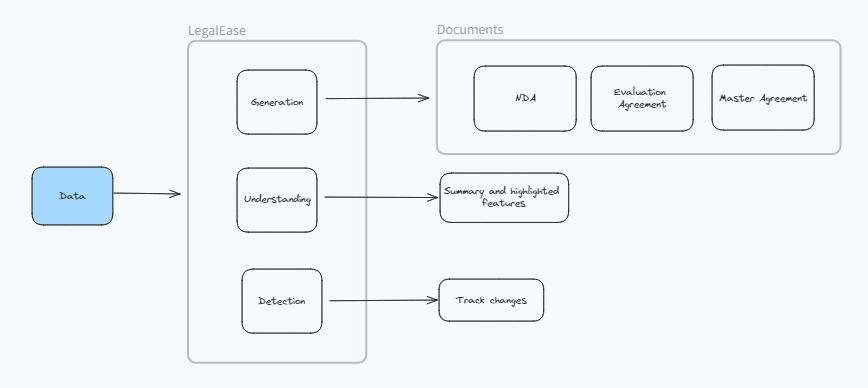 LegalEase
Documents
Generation
NDA
Evaluation
Agreement
Master Agreement
Data
Understanding
Summary and highlighted
features
Detection
Track changes